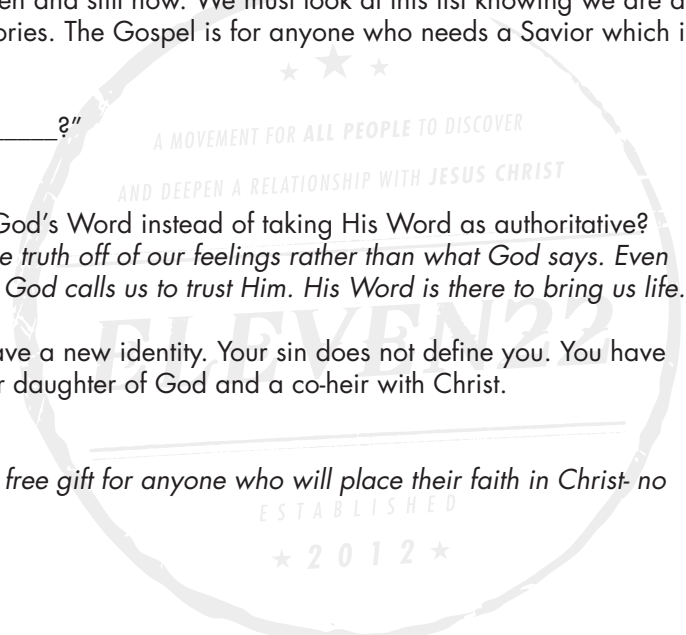 en and still now. We must look at this list knowing we are a
ories. The Gospel is for anyone who needs a Savior which i
_____?”
A MOVEMENT FOR ALL PEOPLE TO DISCOVER
AND DEEPEN A RELATIONSHIP WITH JESUS CHRIST
God’s Word instead of taking His Word as authoritative?
e truth off of our feelings rather than what God says. Even
God calls us to trust Him. His Word is there to bring us life.
ELEVEN22
ave a new identity. Your sin does not define you. You have
r daughter of God and a co-heir with Christ.
free gift for anyone who will place their faith in Christ- no
ESTABLISHED
★ 2012 ★